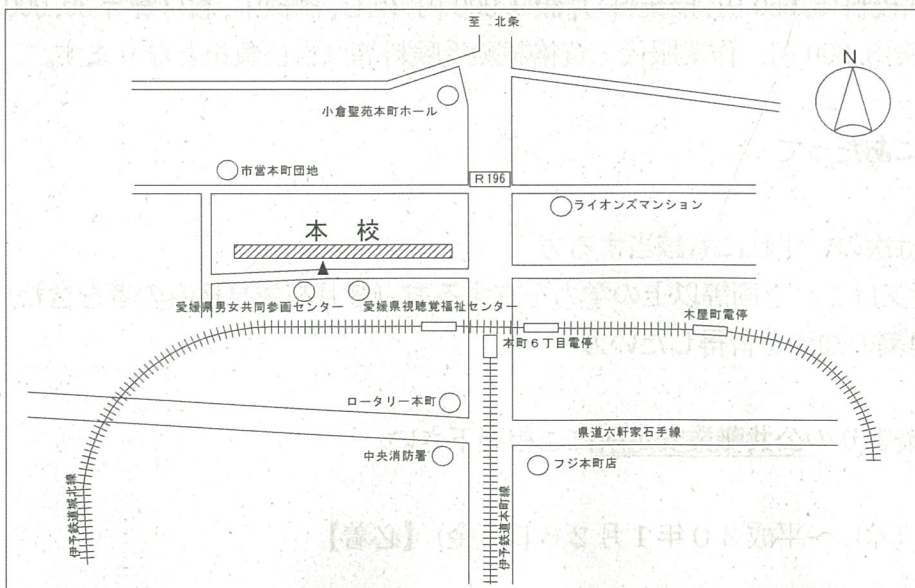 至 北条
N
小倉聖苑本町ホール
市営本町団地
R196
ライオンズマンション
本 校
愛媛県男女共同参画センター
愛媛県視聴覚福祉センター
木屋町電停
本町６丁目電停
ロータリー本町
県道六軒家石手線
中央消防署
フジ本町店
伊予鉄道城北線
伊予鉄道本町線